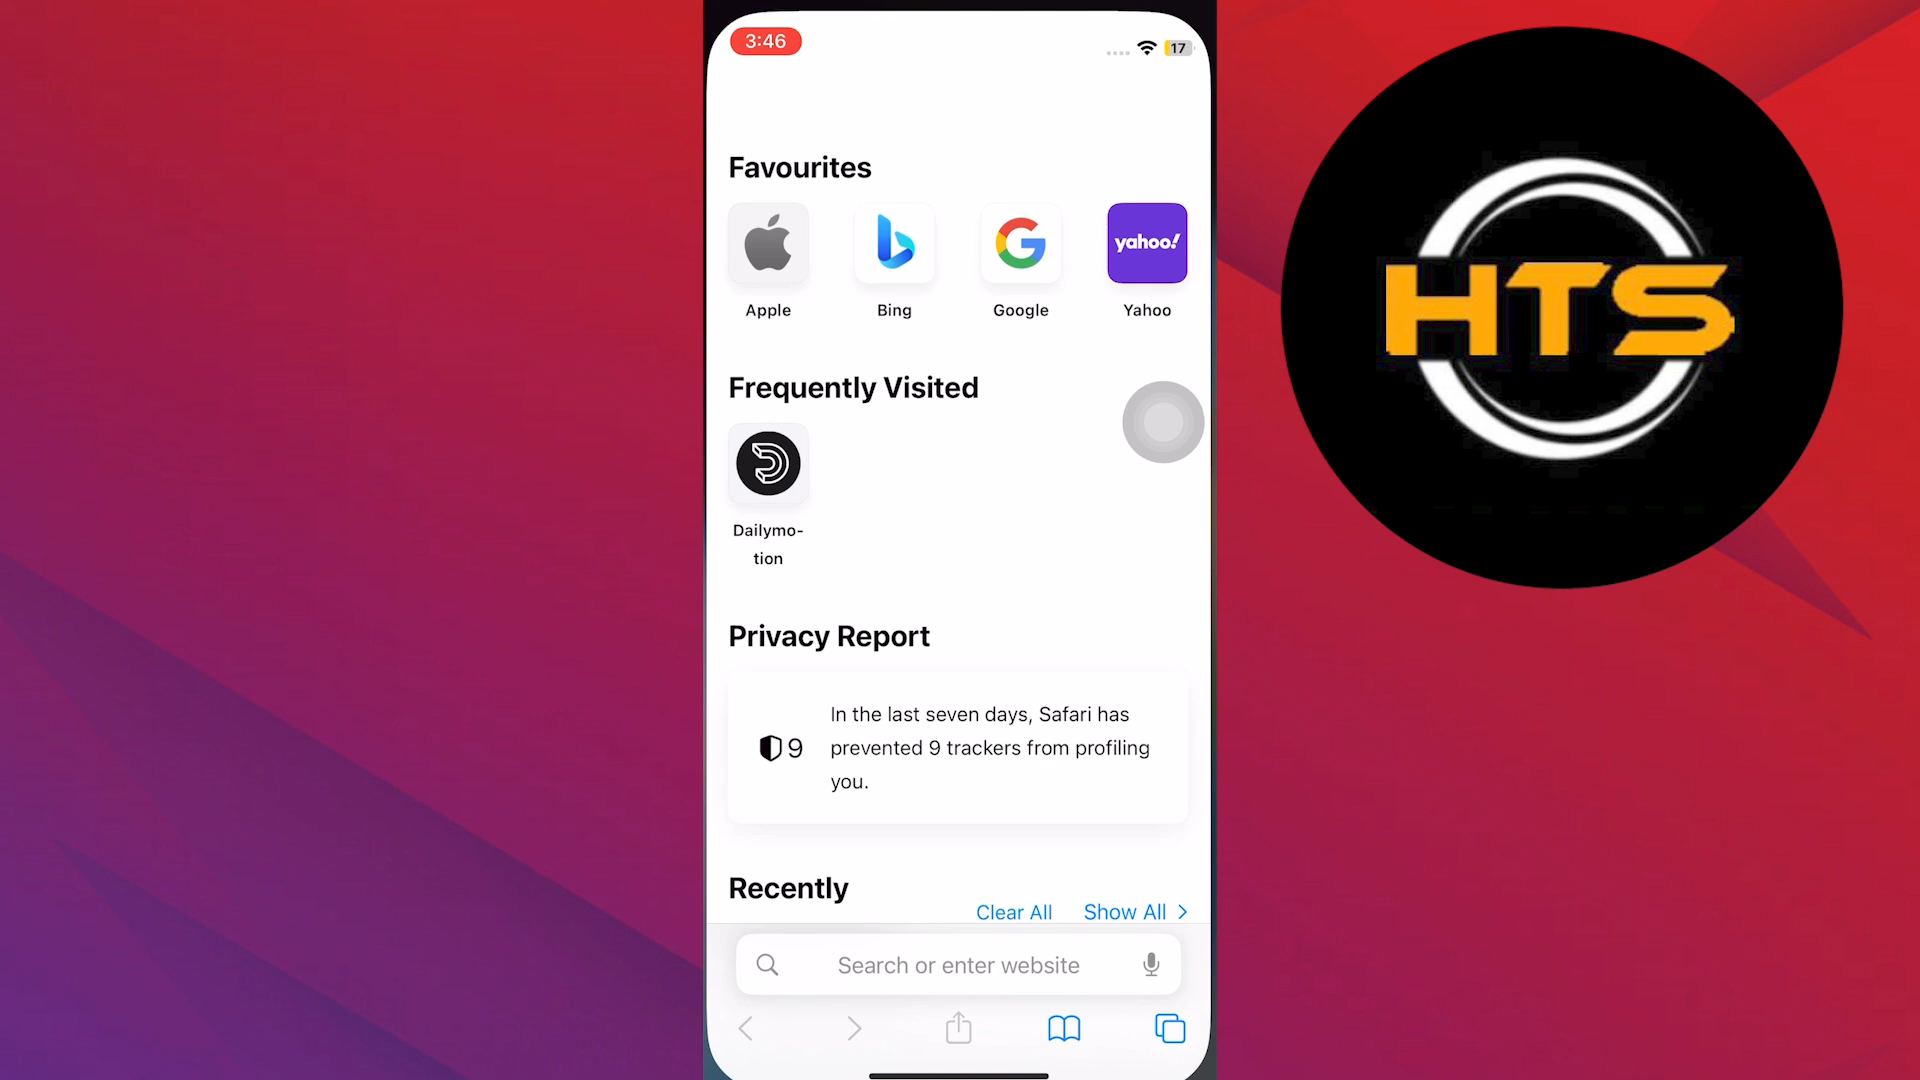 3:46
17
Favourites
yahoo!
Apple
Bing
Google
Yahoo
Frequently Visited
Dailymo-
tion
Privacy Report
9
In the last seven days, Safari has
prevented 9 trackers from profiling
you.
Recently
Clear All
Show All
Search or enter website
HTS